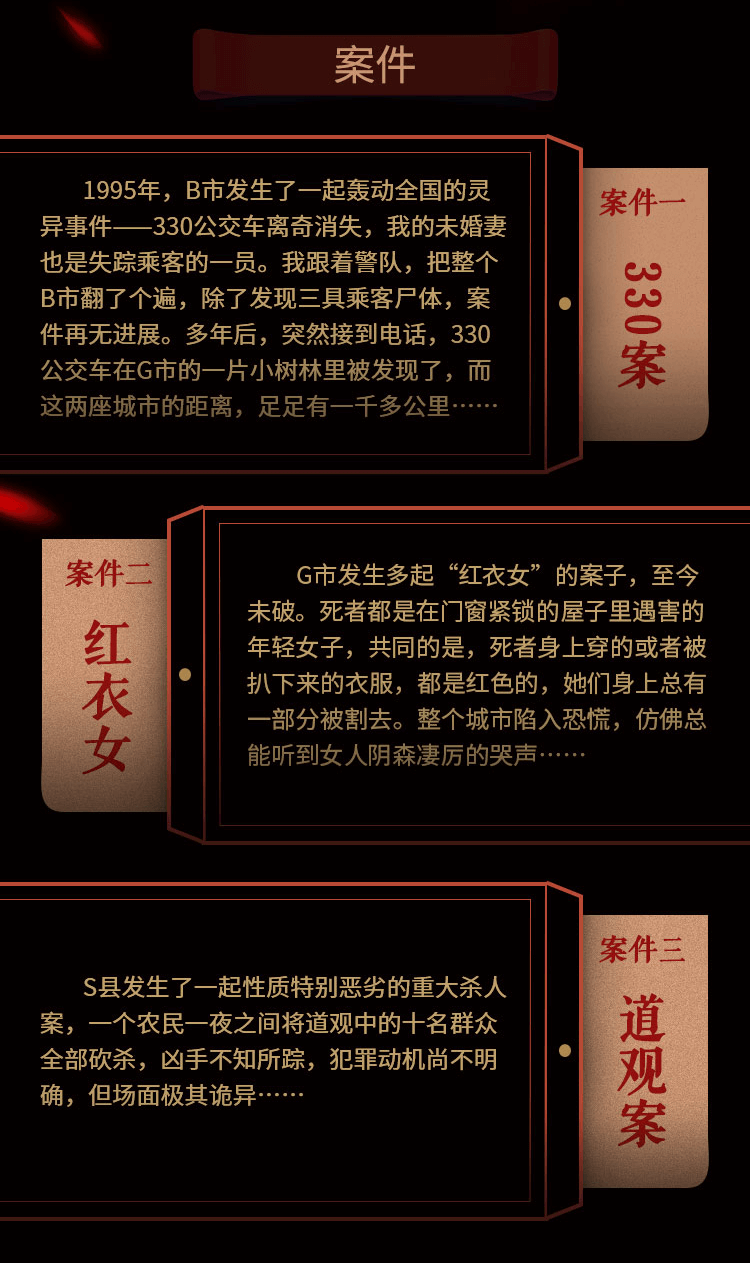 案件
1995年，B市发生了一起轰动全国的灵
异事件——330公交车离奇消失，我的未婚妻
也是失踪乘客的一员。我跟着警队，把整个
B市翻了个遍，除了发现三具乘客尸体，案
件再无进展。多年后，突然接到电话，330
公交车在G市的一片小树林里被发现了，而
这两座城市的距离，足足有一千多公里……
案件一
330案
案件二
红衣女
G市发生多起“红衣女”的案子，至今
未破。死者都是在门窗紧锁的屋子里遇害的
年轻女子，共同的是，死者身上穿的或者被
扒下来的衣服，都是红色的，她们身上总有
一部分被割去。整个城市陷入恐慌，仿佛总
能听到女人阴森凄厉的哭声……
S县发生了一起性质特别恶劣的重大杀人
案，一个农民一夜之间将道观中的十名群众
全部砍杀，凶手不知所踪，犯罪动机尚不明
确，但场面极其诡异……
案件三
道观案